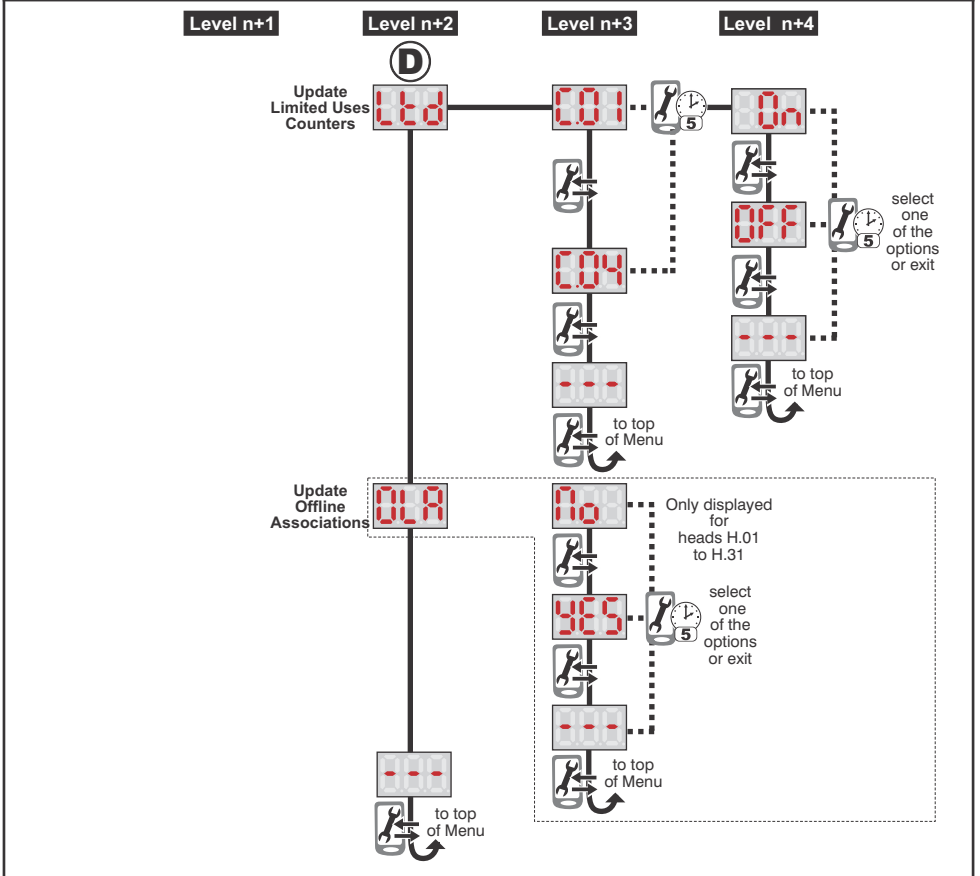 Level n+1
Level n+2
Level n+3
Level n+4
D
Update
Limited Uses
Counters
Ltd
C.01
5
On
C.04
OFF
5
select
one
of the
options
or exit
- - -
- - -
to top
of Menu
to top
of Menu
Update
Offline
Associations
OLA
No
Only displayed
for
heads H.01
to H.31
YES
5
select
one
of the
options
or exit
- - -
- - -
to top
of Menu
to top
of Menu